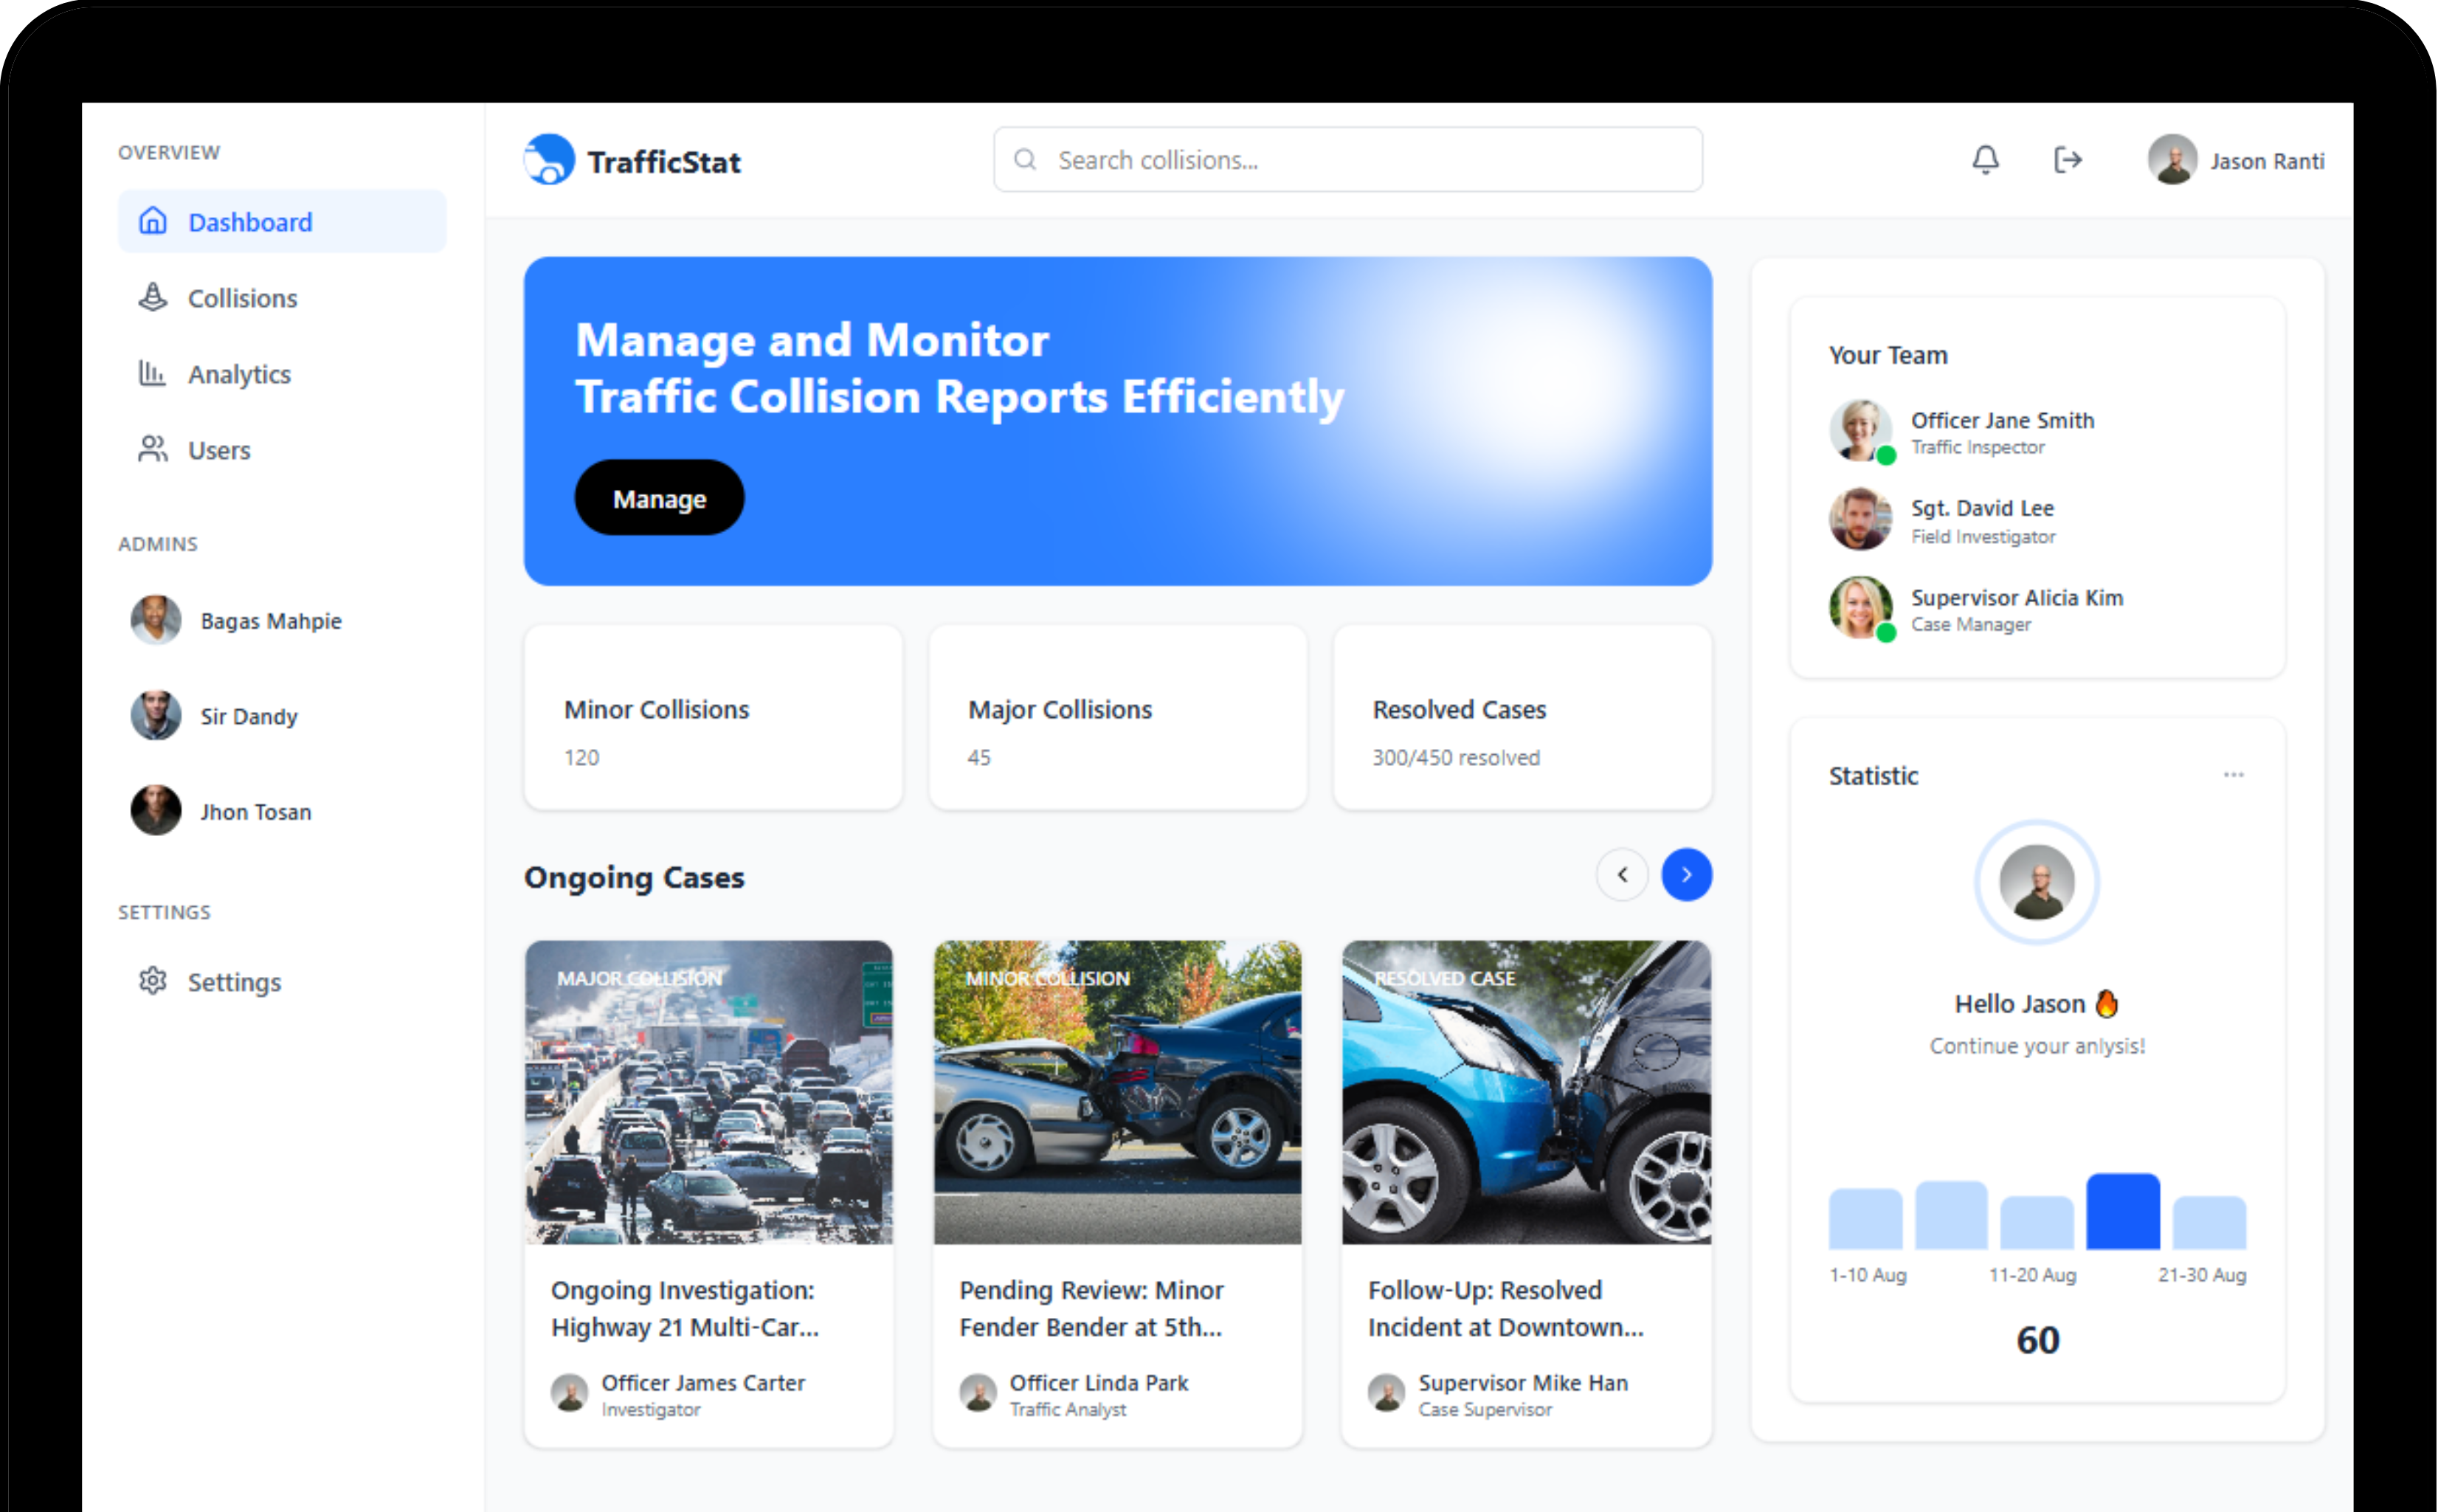 OVERVIEW
Dashboard
Collisions
Analytics
Users
ADMINS
Bagas Mahpie
Sir Dandy
Jhon Tosan
SETTINGS
Settings
TrafficStat
Search collisions...
Jason Ranti
Manage and Monitor
Traffic Collision Reports Efficiently
Manage
Minor Collisions
120
Major Collisions
45
Resolved Cases
300/450 resolved
Ongoing Cases
MAJOR COLLISION
Ongoing Investigation:
Highway 21 Multi-Car...
Officer James Carter
Investigator
MINOR COLLISION
Pending Review: Minor
Fender Bender at 5th...
Officer Linda Park
Traffic Analyst
RESOLVED CASE
Follow-Up: Resolved
Incident at Downtown...
Supervisor Mike Han
Case Supervisor
Your Team
Officer Jane Smith
Traffic Inspector
Sgt. David Lee
Field Investigator
Supervisor Alicia Kim
Case Manager
Statistic
Hello Jason 🔥
Continue your anlysis!
1-10 Aug
11-20 Aug
21-30 Aug
60